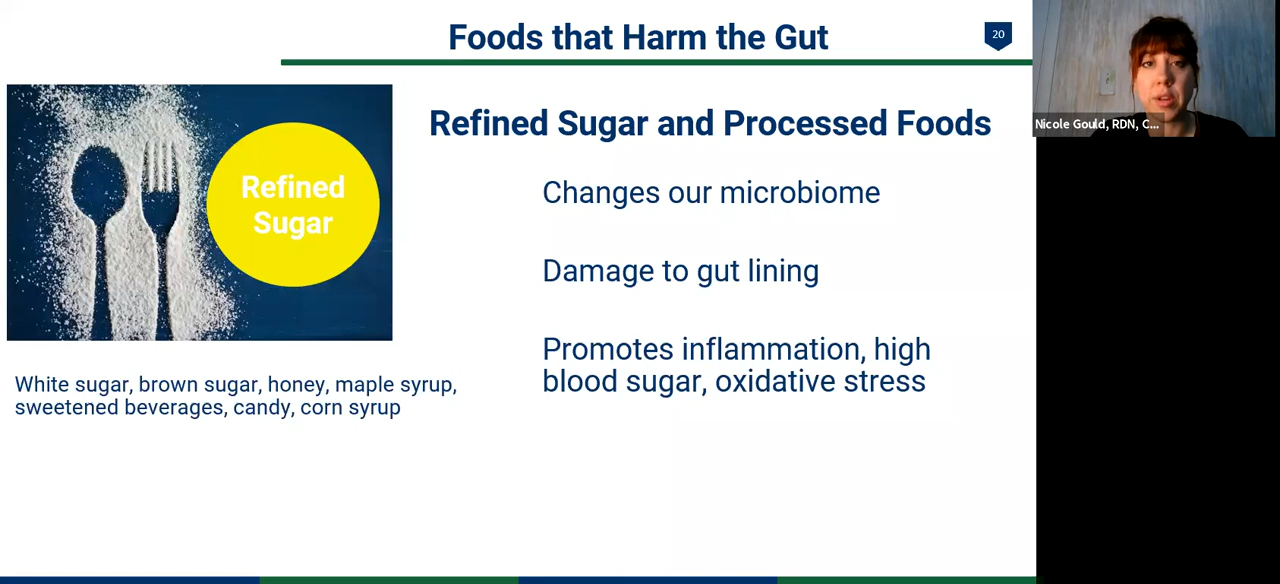 Foods that Harm the Gut
20
Refined
Sugar
White sugar, brown sugar, honey, maple syrup,
sweetened beverages, candy, corn syrup
Refined Sugar and Processed Foods
Changes our microbiome
Damage to gut lining
Promotes inflammation, high
blood sugar, oxidative stress
Nicole Gould, RDN, C...